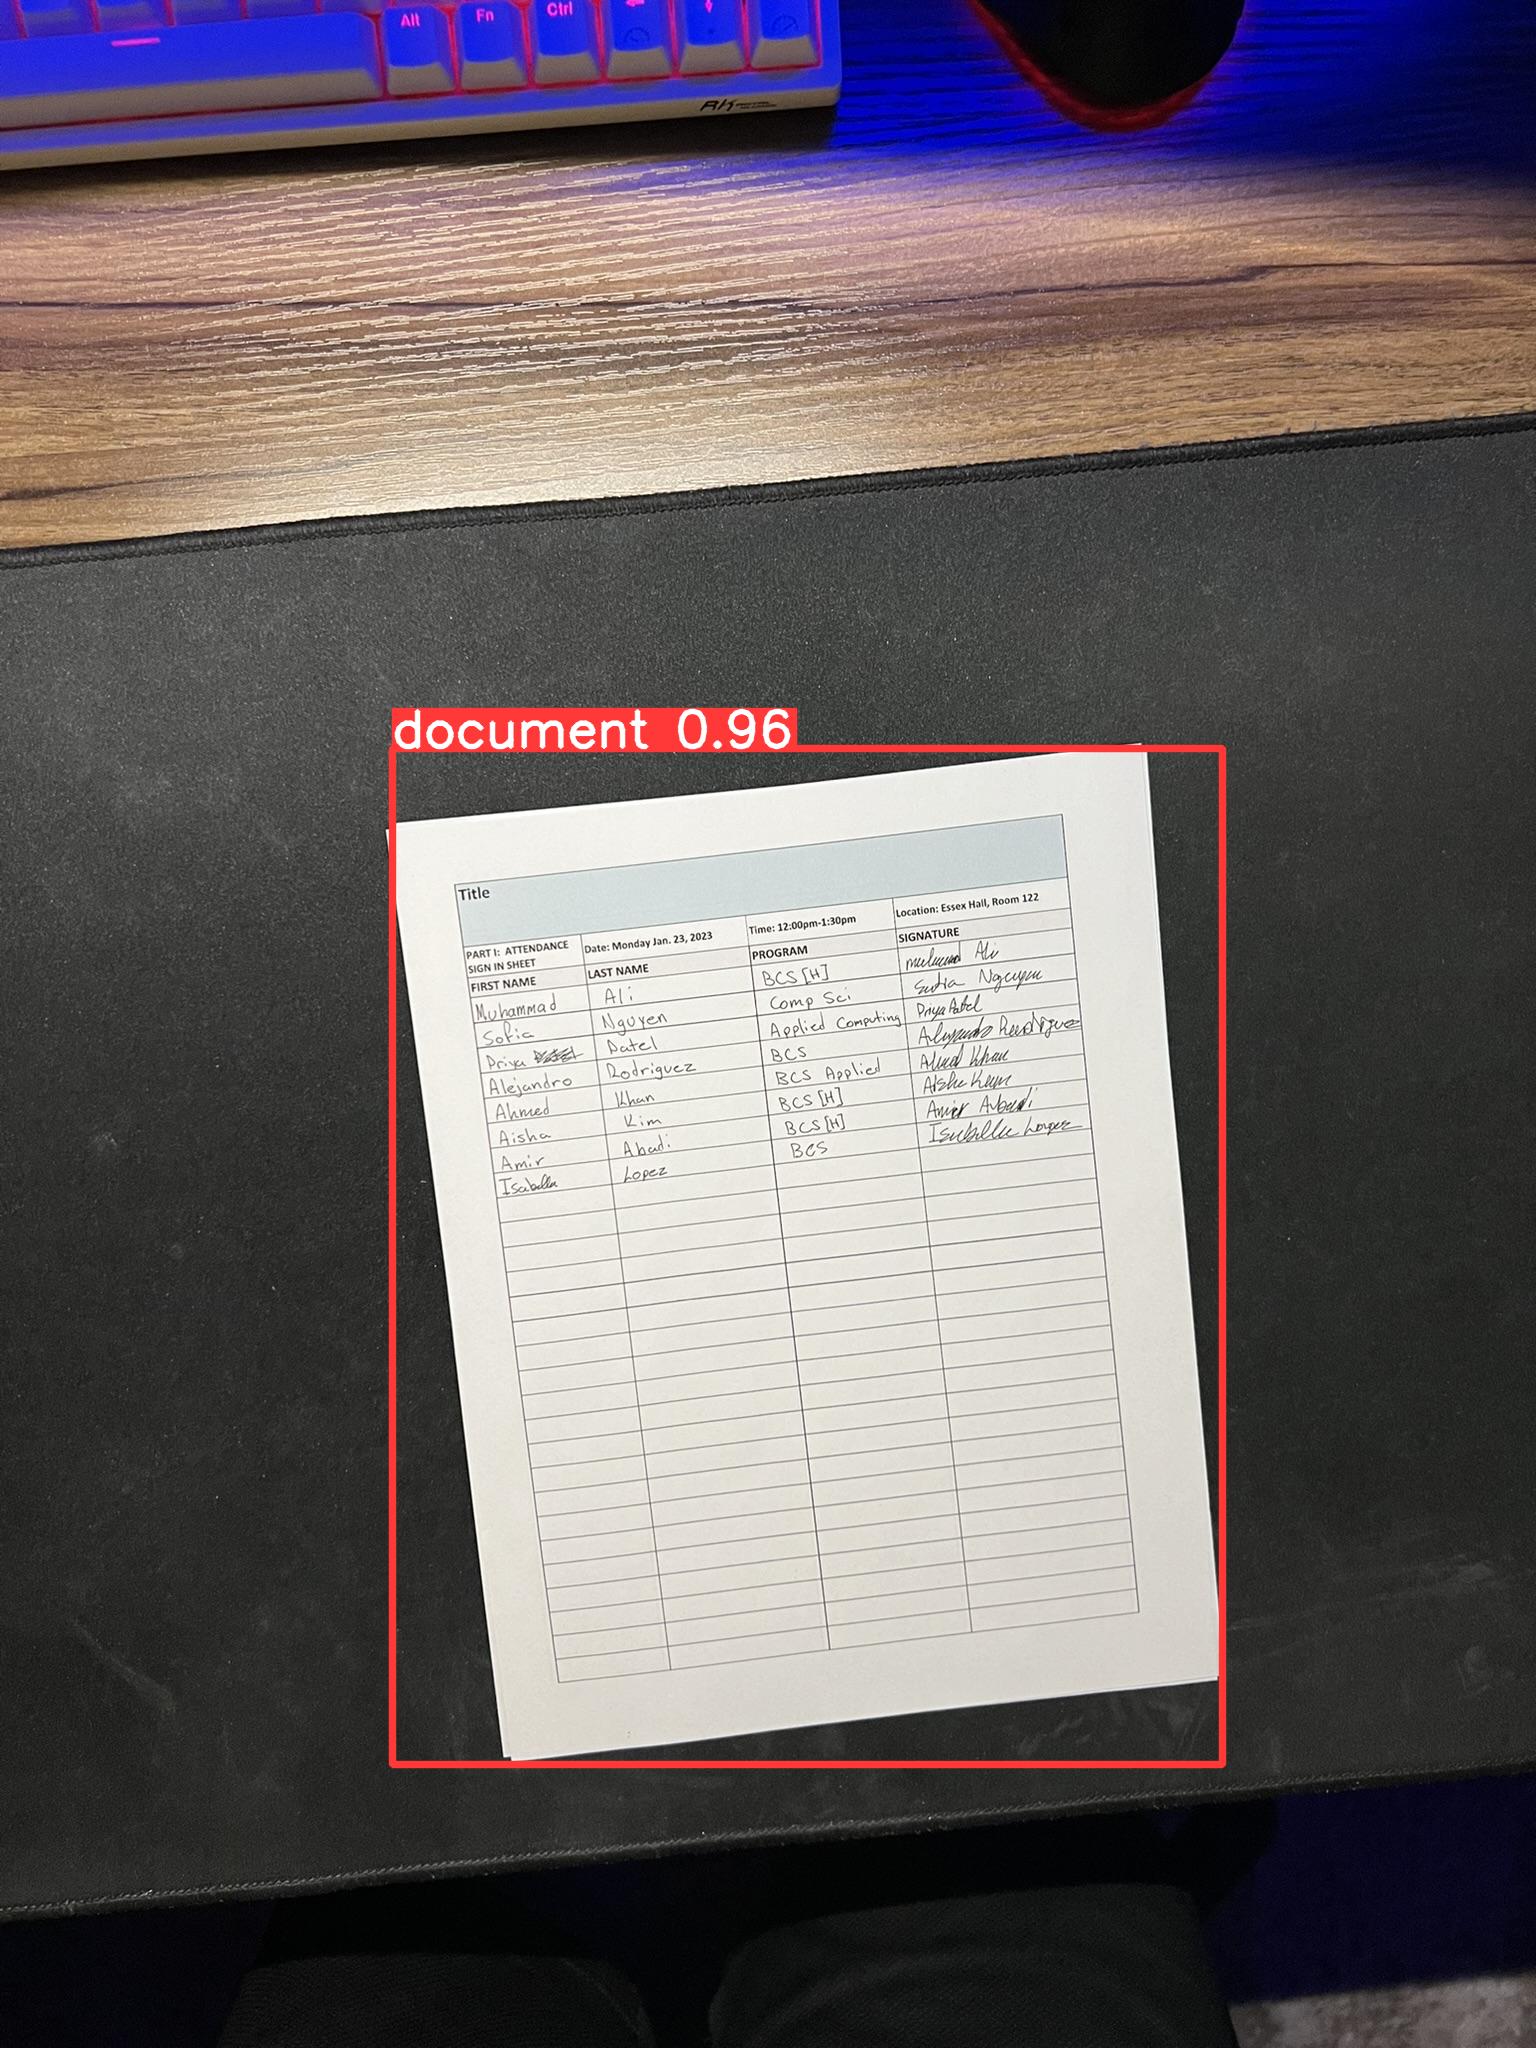 Alt Fn Ctrl
RK
document 0.96
Title
PART I: ATTENDANCE SIGN IN SHEET Date: Monday Jan. 23, 2023 Time: 12:00pm-1:30pm Location: Essex Hall, Room 122
FIRST NAME LAST NAME PROGRAM SIGNATURE
Muhammad Ali BCS [H] Ali
Sofia Nguyen Comp Sci Nguyen
Priya Patel Applied Computing Priya Patel
Alejandro Rodriguez BCS Alejandro Rodriguez
Ahmed Khan BCS Applied Ahmed Khan
Aisha Kim BCS [H] Aisha Kim
Amir Abadi BCS [H] Amir Abadi
Isabella Lopez BCS Isabella Lopez